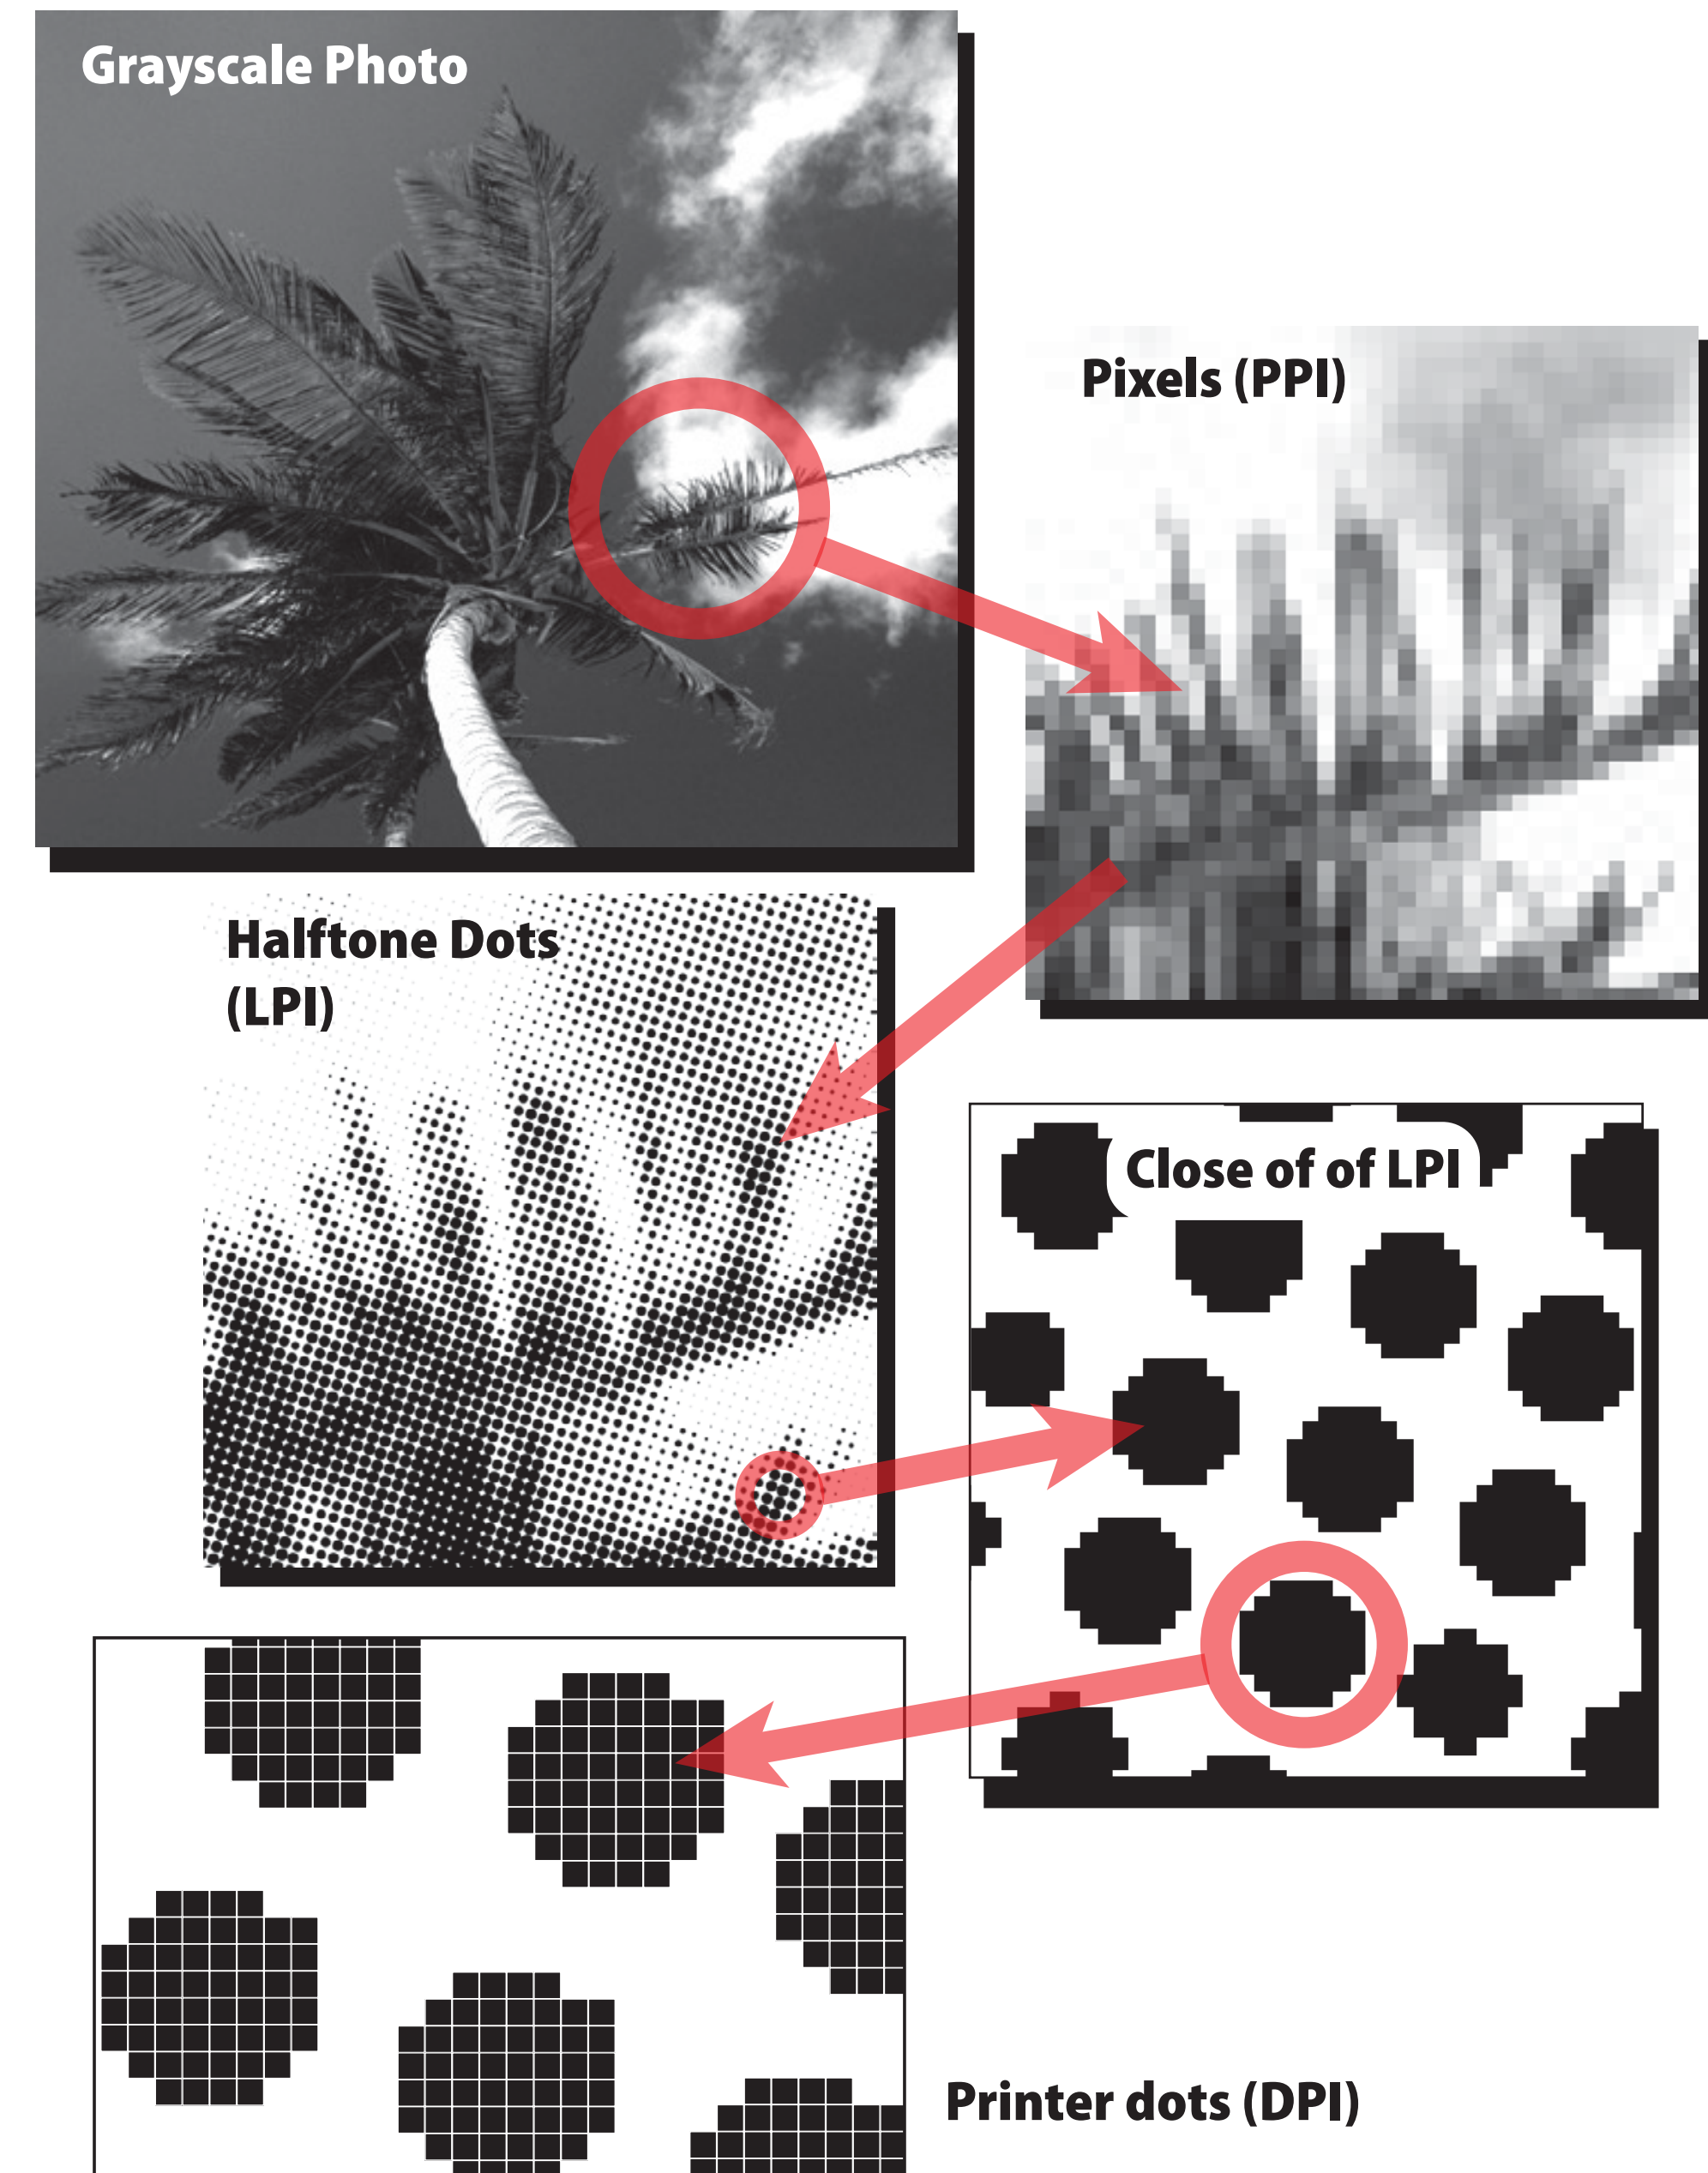 Grayscale Photo
Pixels (PPI)
Halftone Dots
(LPI)
Close of of LPI
Printer dots (DPI)